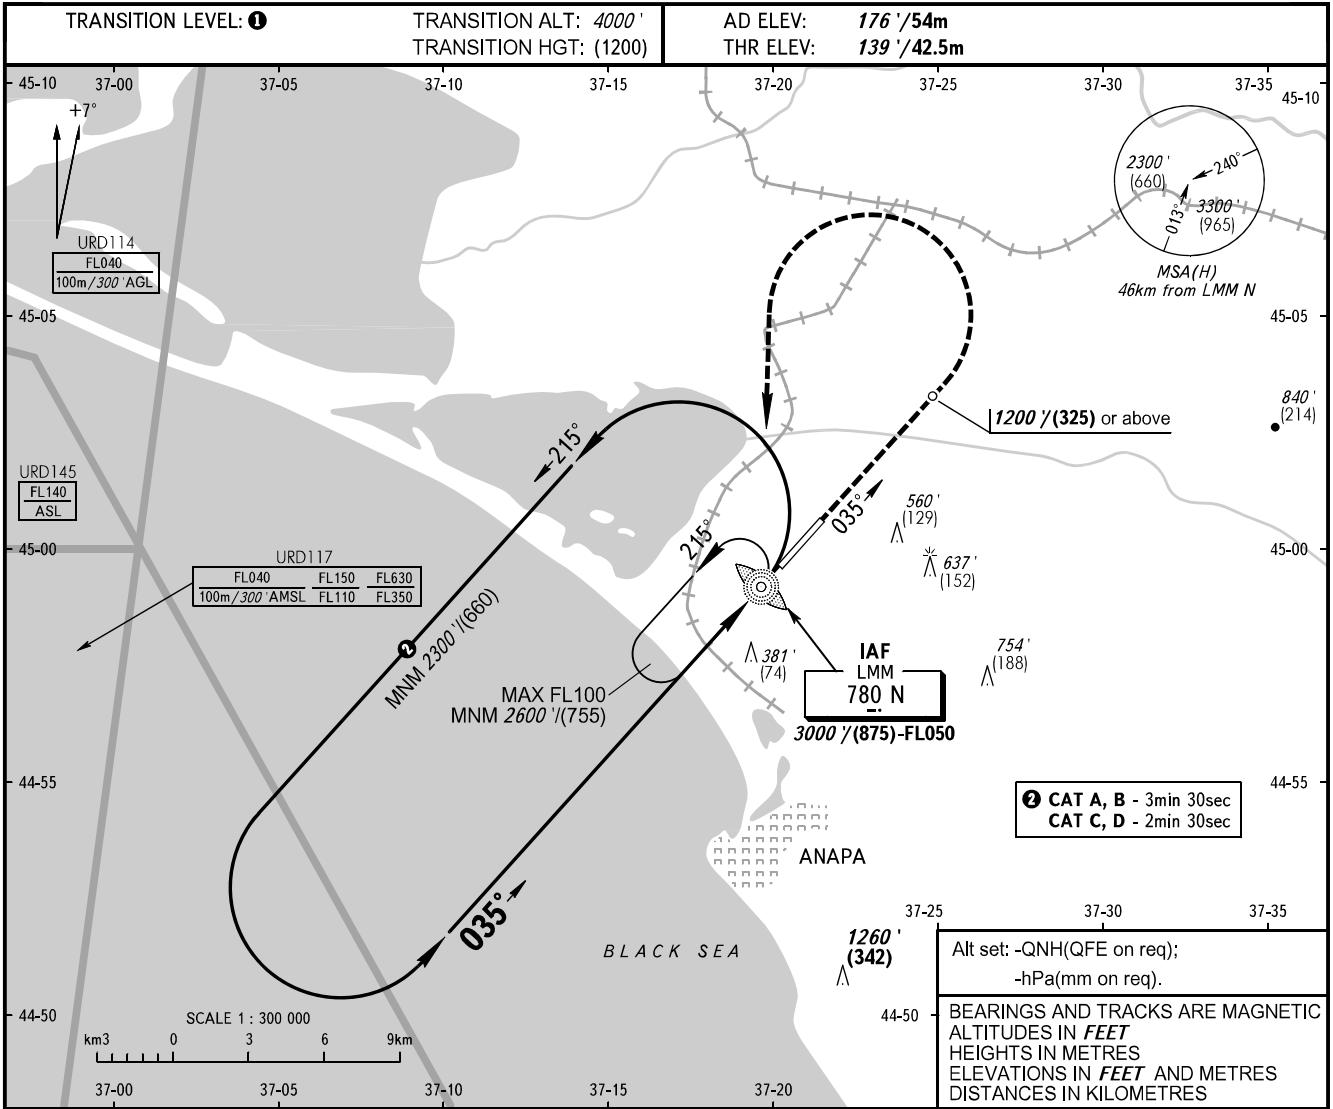 TRANSITION LEVEL: ❶
TRANSITION ALT: 4000 '
TRANSITION HGT: (1200)
AD ELEV: 176 '/54m
THR ELEV: 139 '/42.5m
45-10
37-00
37-05
37-10
37-15
37-20
37-25
37-30
37-35
45-10
+7°
2300 '
(660)
240°
013°
3300 '
(965)
MSA(H)
46km from LMM N
URD114
FL040
100m/300 'AGL
45-05
45-05
840 '
(214)
1200 '/(325) or above
215°
URD145
FL140
ASL
035°
560 '
(129)
215°
45-00
637 '
(152)
URD117
FL040 FL150 FL630
100m/300 'AMSL FL110 FL350
❷
MNM 2300 '/(660)
381 '
(74)
754 '
(188)
IAF
LMM
780 N
3000 '/(875)-FL050
MAX FL100
MNM 2600 '/(755)
44-55
44-55
❷ CAT A, B - 3min 30sec
CAT C, D - 2min 30sec
ANAPA
035°
BLACK SEA
1260 '
(342)
37-25
37-30
37-35
Alt set: -QNH(QFE on req);
-hPa(mm on req).
44-50
44-50
BEARINGS AND TRACKS ARE MAGNETIC
ALTITUDES IN FEET
HEIGHTS IN METRES
ELEVATIONS IN FEET AND METRES
DISTANCES IN KILOMETRES
SCALE 1 : 300 000
km3 0 3 6 9km
37-00
37-05
37-10
37-15
37-20
45-00